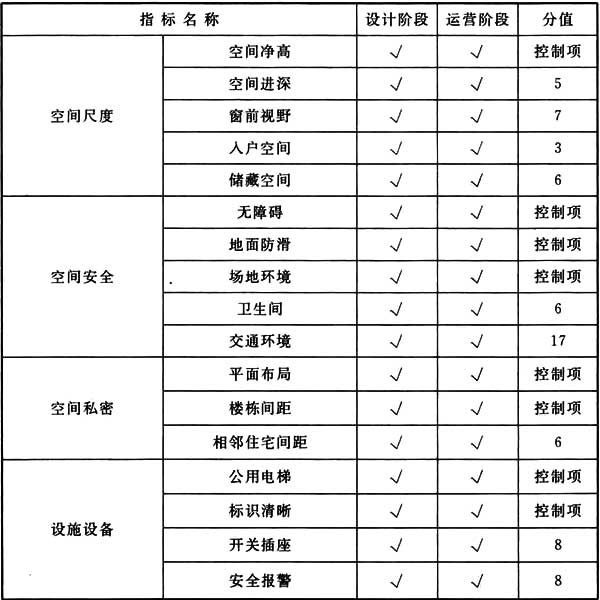 指标名称 设计阶段 运营阶段 分值
空间尺度 空间净高 √ √ 控制项
空间进深 √ √ 5
窗前视野 √ √ 7
入户空间 √ √ 3
储藏空间 √ √ 6
空间安全 无障碍 √ √ 控制项
地面防滑 √ √ 控制项
场地环境 √ √ 控制项
卫生间 √ √ 6
交通环境 √ √ 17
空间私密 平面布局 √ √ 控制项
楼栋间距 √ √ 控制项
相邻住宅间距 √ √ 6
设施设备 公用电梯 √ √ 控制项
标识清晰 √ √ 控制项
开关插座 √ √ 8
安全报警 √ √ 8